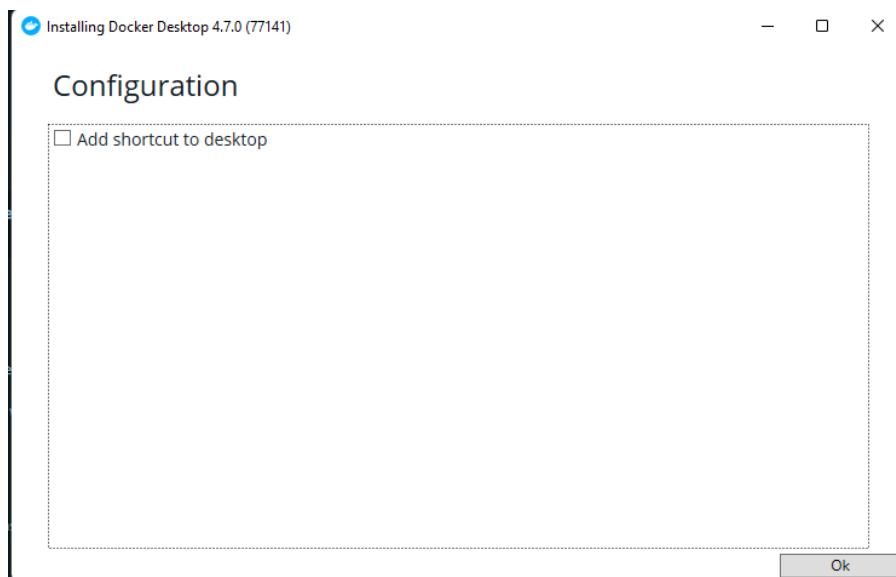 Installing Docker Desktop 4.7.0 (77141)
Configuration
Add shortcut to desktop
Ok